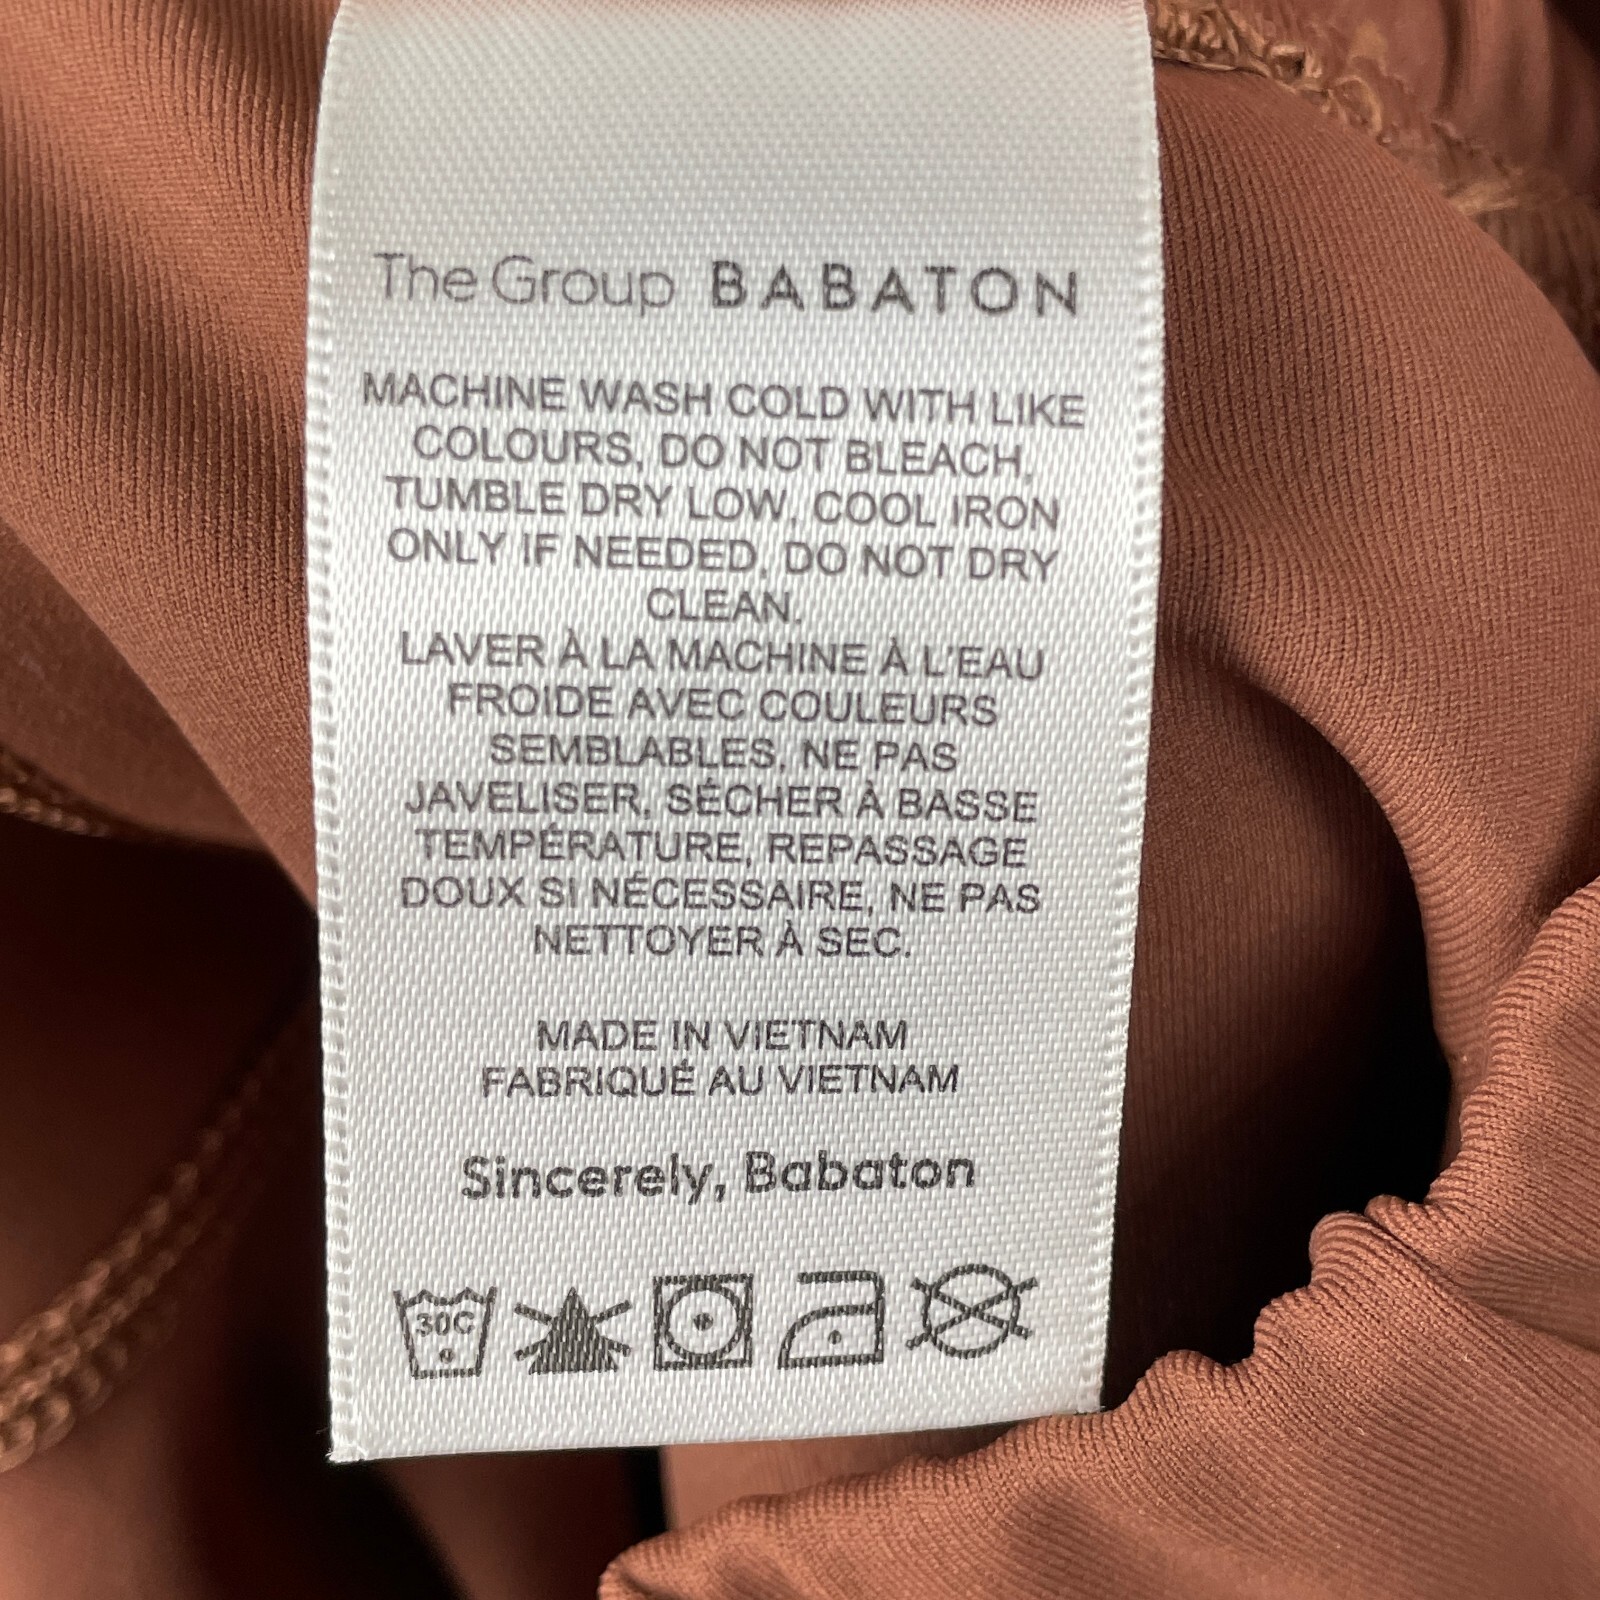 The Group BABATON
MACHINE WASH COLD WITH LIKE
COLOURS, DO NOT BLEACH,
TUMBLE DRY LOW, COOL IRON
ONLY IF NEEDED, DO NOT DRY
CLEAN.
LAVER À LA MACHINE À L'EAU
FROIDE AVEC COULEURS
SEMBLABLES, NE PAS
JAVELISER, SÉCHER À BASSE
TEMPÉRATURE, REPASSAGE
DOUX SI NÉCESSAIRE, NE PAS
NETTOYER À SEC.
MADE IN VIETNAM
FABRIQUÉ AU VIETNAM
Sincerely, Babaton
30C